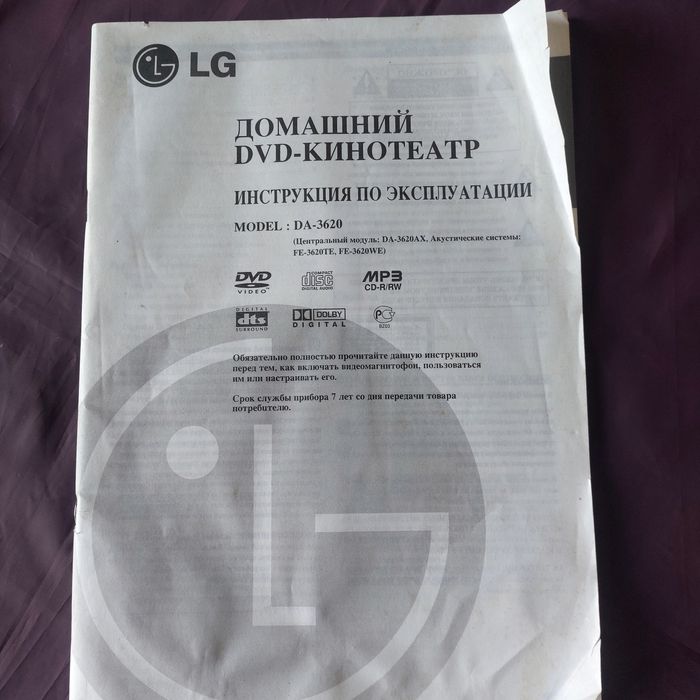 LG
ДОМАШНИЙ
DVD-КИНОТЕАТР
ИНСТРУКЦИЯ ПО ЭКСПЛУАТАЦИИ
MODEL : DA-3620
(Центральный модуль: DA-3620AX, Акустические системы:
FE-3620TE, FE-3620WE)
DVD VIDEO
COMPACT disc DIGITAL AUDIO
MP3 CD-R/RW
DIGITAL dts SURROUND
DOLBY DIGITAL
РС BZ03
Обязательно полностью прочитайте данную инструкцию
перед тем, как включать видеомагнитофон, пользоваться
им или настраивать его.
Срок службы прибора 7 лет со дня передачи товара
потребителю.